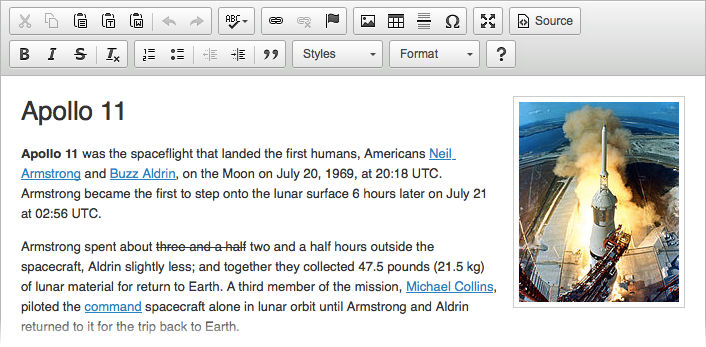 ABC
Source
B I S Ix
Styles Format ?
Apollo 11
Apollo 11 was the spaceflight that landed the first humans, Americans Neil
Armstrong and Buzz Aldrin, on the Moon on July 20, 1969, at 20:18 UTC.
Armstrong became the first to step onto the lunar surface 6 hours later on July 21
at 02:56 UTC.
Armstrong spent about three and a half two and a half hours outside the
spacecraft, Aldrin slightly less; and together they collected 47.5 pounds (21.5 kg)
of lunar material for return to Earth. A third member of the mission, Michael Collins,
piloted the command spacecraft alone in lunar orbit until Armstrong and Aldrin
returned to it for the trip back to Earth.